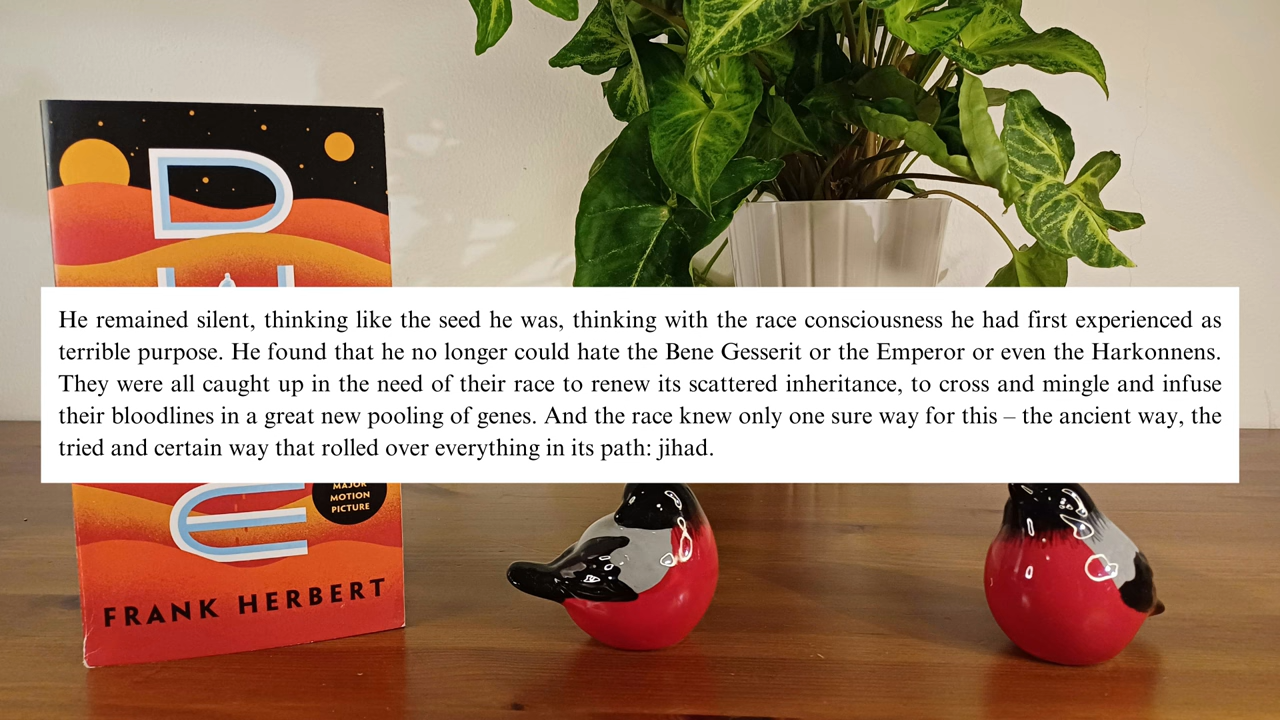 D
He remained silent, thinking like the seed he was, thinking with the race consciousness he had first experienced as
terrible purpose. He found that he no longer could hate the Bene Gesserit or the Emperor or even the Harkonnens.
They were all caught up in the need of their race to renew its scattered inheritance, to cross and mingle and infuse
their bloodlines in a great new pooling of genes. And the race knew only one sure way for this – the ancient way, the
tried and certain way that rolled over everything in its path: jihad.
MAJOR
MOTION
PICTURE
E
FRANK HERBERT